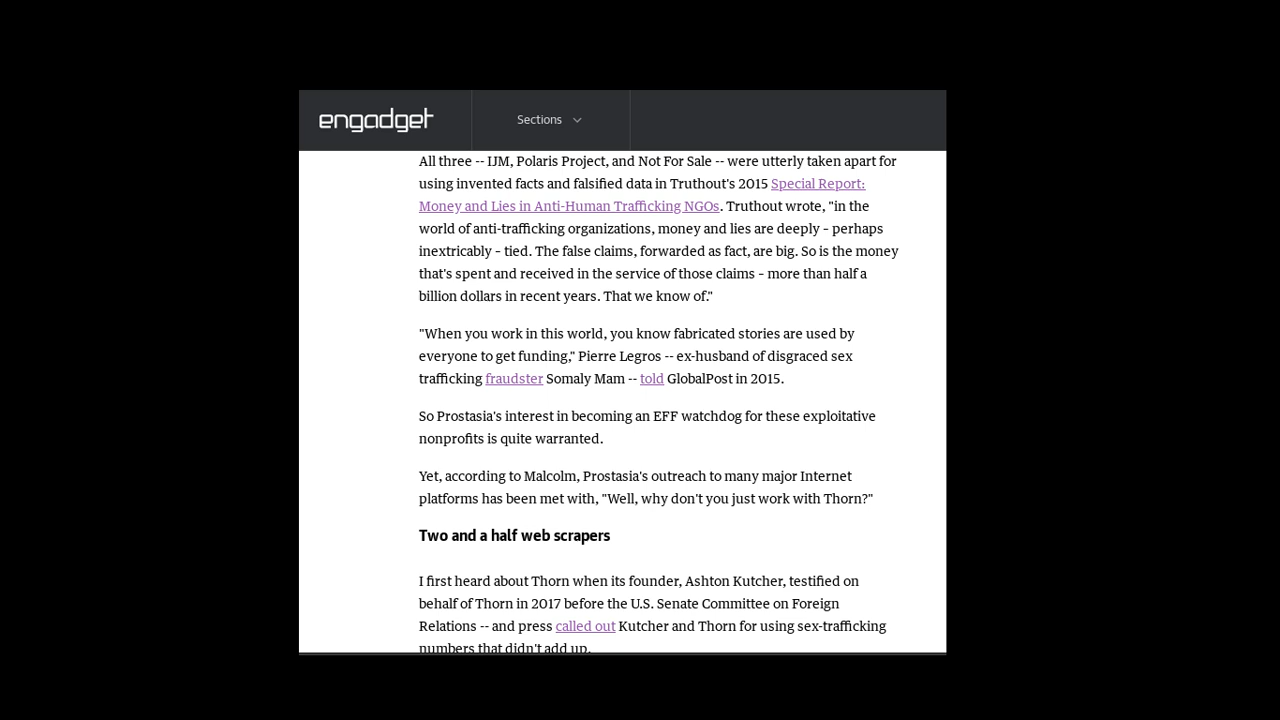 engadget
Sections
All three -- IJM, Polaris Project, and Not For Sale -- were utterly taken apart for
using invented facts and falsified data in Truthout's 2015 Special Report:
Money and Lies in Anti-Human Trafficking NGOs. Truthout wrote, "in the
world of anti-trafficking organizations, money and lies are deeply – perhaps
inextricably – tied. The false claims, forwarded as fact, are big. So is the money
that's spent and received in the service of those claims – more than half a
billion dollars in recent years. That we know of."
"When you work in this world, you know fabricated stories are used by
everyone to get funding," Pierre Legros -- ex-husband of disgraced sex
trafficking fraudster Somaly Mam -- told GlobalPost in 2015.
So Prostasia's interest in becoming an EFF watchdog for these exploitative
nonprofits is quite warranted.
Yet, according to Malcolm, Prostasia's outreach to many major Internet
platforms has been met with, "Well, why don't you just work with Thorn?"
Two and a half web scrapers
I first heard about Thorn when its founder, Ashton Kutcher, testified on
behalf of Thorn in 2017 before the U.S. Senate Committee on Foreign
Relations -- and press called out Kutcher and Thorn for using sex-trafficking
numbers that didn't add up.